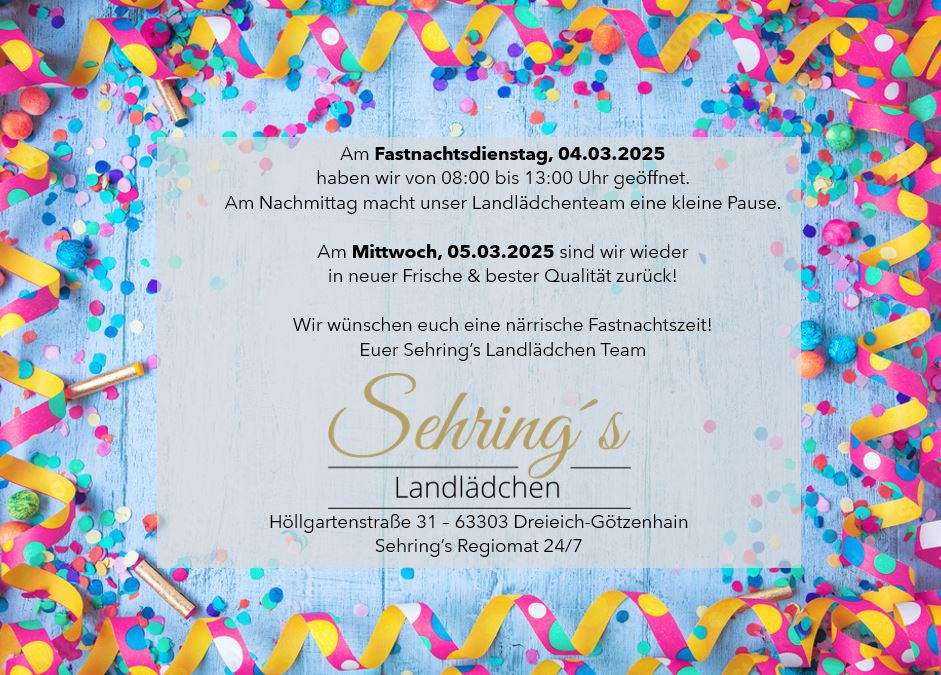 Am Fastnachtsdienstag, 04.03.2025
haben wir von 08:00 bis 13:00 Uhr geöffnet.
Am Nachmittag macht unser Landlädchenteam eine kleine Pause.
Am Mittwoch, 05.03.2025 sind wir wieder
in neuer Frische & bester Qualität zurück!
Wir wünschen euch eine närrische Fastnachtszeit!
Euer Sehring’s Landlädchen Team
Sehring´s
Landlädchen
Höllgartenstraße 31 – 63303 Dreieich-Götzenhain
Sehring’s Regiomat 24/7